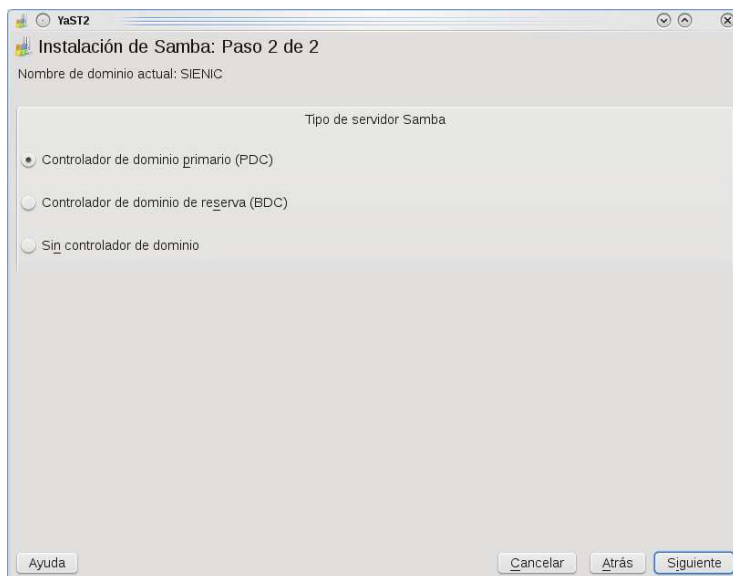 YaST2
Instalación de Samba: Paso 2 de 2
Nombre de dominio actual: SIENIC
Tipo de servidor Samba
Controlador de dominio primario (PDC)
Controlador de dominio de reserva (BDC)
Sin controlador de dominio
Ayuda
Cancelar
Atrás
Siguiente